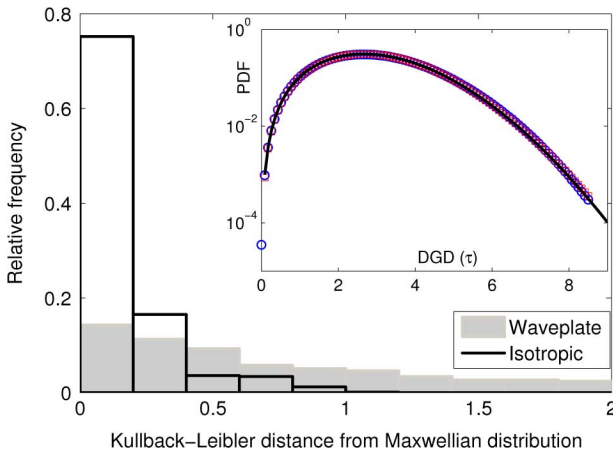 0.8
0.6
0.4
0.2
0
Relative frequency
10^0
10^-2
10^-4
PDF
DGD (τ)
0 2 4 6 8
Waveplate
Isotropic
0 0.5 1 1.5 2
Kullback-Leibler distance from Maxwellian distribution